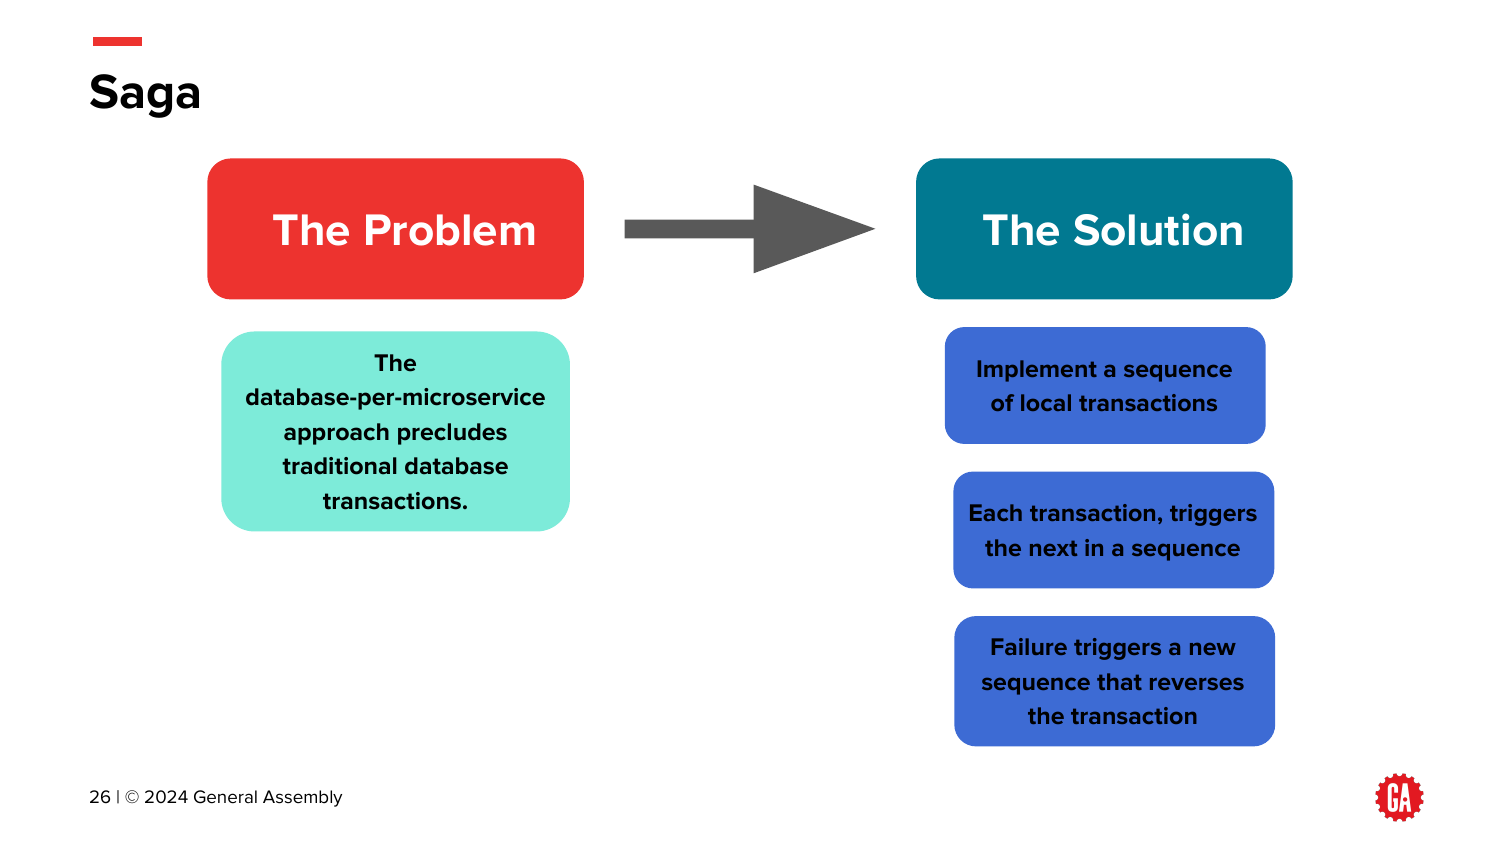 Saga
The Problem
The Solution
The
database-per-microservice
approach precludes
traditional database
transactions.
Implement a sequence
of local transactions
Each transaction, triggers
the next in a sequence
Failure triggers a new
sequence that reverses
the transaction
26 | © 2024 General Assembly
GA